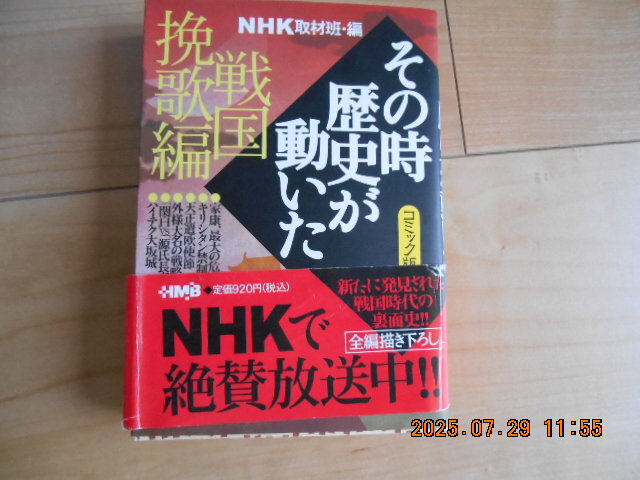 NHK取材班・編
その時
歴史が
動いた
コミック版
戦国
挽歌編
●家康、最大の危
●キリシタン禁制
●天正遣欧使節
●外様大名の戦略
●「関白」vs「源氏長
●ハイテク大坂城
HMB
◆定価920円(税込)
新たに発見された
戦国時代の
裏面史!!
全編描き下ろし
NHKで
絶賛放送中!!
2025.07.29 11:55